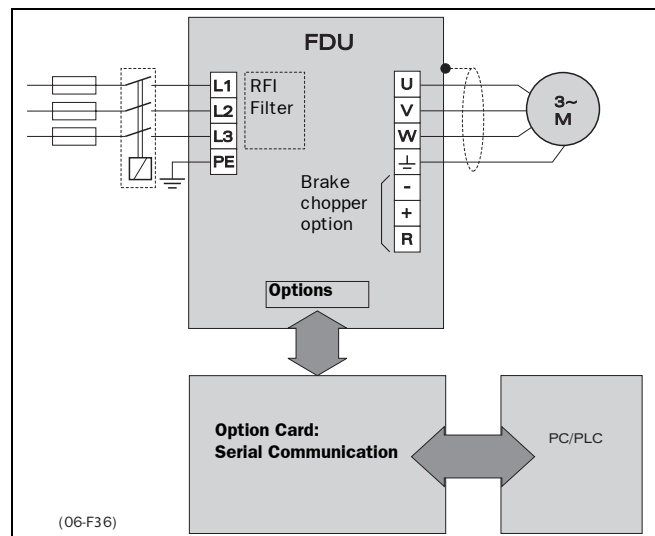 FDU
L1
L2
L3
PE
RFI
Filter
U
V
W
-
+
R
3~
M
Brake
chopper
option
Options
Option Card:
Serial Communication
PC/PLC
(06-F36)